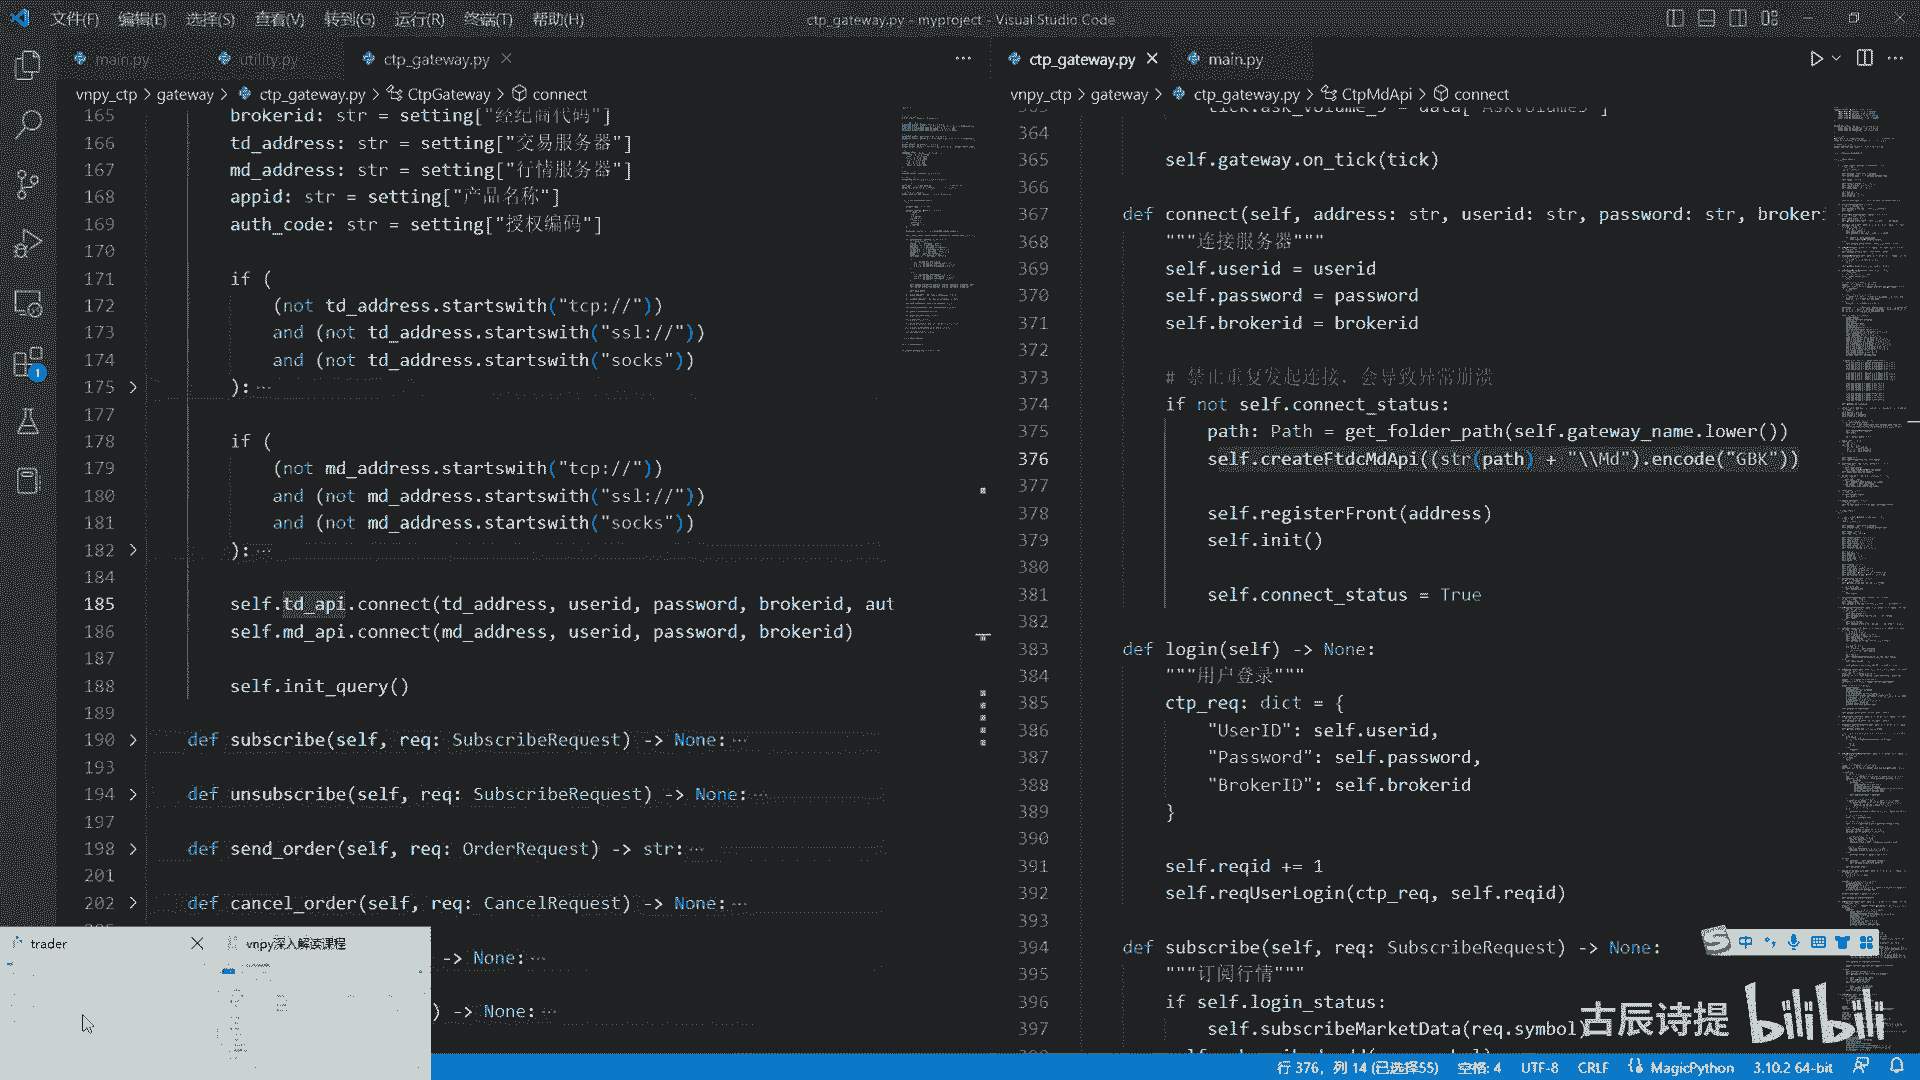 文件(F) 编辑(E) 选择(S) 查看(V) 转到(G) 运行(R) 终端(T) 帮助(H) ctp_gateway.py - myproject - Visual Studio Code
main.py utility.py ctp_gateway.py
vnpy_ctp > gateway > ctp_gateway.py > CtpGateway > connect
165 brokerid: str = setting["经纪商代码"]
166 td_address: str = setting["交易服务器"]
167 md_address: str = setting["行情服务器"]
168 appid: str = setting["产品名称"]
169 auth_code: str = setting["授权编码"]
170
171 if (
172 (not td_address.startswith("tcp://"))
173 and (not td_address.startswith("ssl://"))
174 and (not td_address.startswith("socks"))
175 ):
177
178 if (
179 (not md_address.startswith("tcp://"))
180 and (not md_address.startswith("ssl://"))
181 and (not md_address.startswith("socks"))
182 ):
184
185 self.td_api.connect(td_address, userid, password, brokerid, aut
186 self.md_api.connect(md_address, userid, password, brokerid)
187
188 self.init_query()
189
190 def subscribe(self, req: SubscribeRequest) -> None:
193
194 def unsubscribe(self, req: SubscribeRequest) -> None:
197
198 def send_order(self, req: OrderRequest) -> str:
201
202 def cancel_order(self, req: CancelRequest) -> None:
-> None:
) -> None:
trader
vnpy深入解读课程
ctp_gateway.py main.py
vnpy_ctp > gateway > ctp_gateway.py > CtpMdApi > connect
364
365 self.gateway.on_tick(tick)
366
367 def connect(self, address: str, userid: str, password: str, brokeri
368 """连接服务器"""
369 self.userid = userid
370 self.password = password
371 self.brokerid = brokerid
372
373 # 禁止重复发起连接，会导致异常崩溃
374 if not self.connect_status:
375 path: Path = get_folder_path(self.gateway_name.lower())
376 self.createFtdcMdApi((str(path) + "\\Md").encode("GBK"))
377
378 self.registerFront(address)
379 self.init()
380
381 self.connect_status = True
382
383 def login(self) -> None:
384 """用户登录"""
385 ctp_req: dict = {
386 "UserID": self.userid,
387 "Password": self.password,
388 "BrokerID": self.brokerid
389 }
390
391 self.reqid += 1
392 self.reqUserLogin(ctp_req, self.reqid)
393
394 def subscribe(self, req: SubscribeRequest) -> None:
395 """订阅行情"""
396 if self.login_status:
397 self.subscribeMarketData(req.symbol)
中
古辰诗提 bilibili
行 376，列 14 (已选择55) 空格: 4 UTF-8 CRLF MagicPython 3.10.2 64-bit